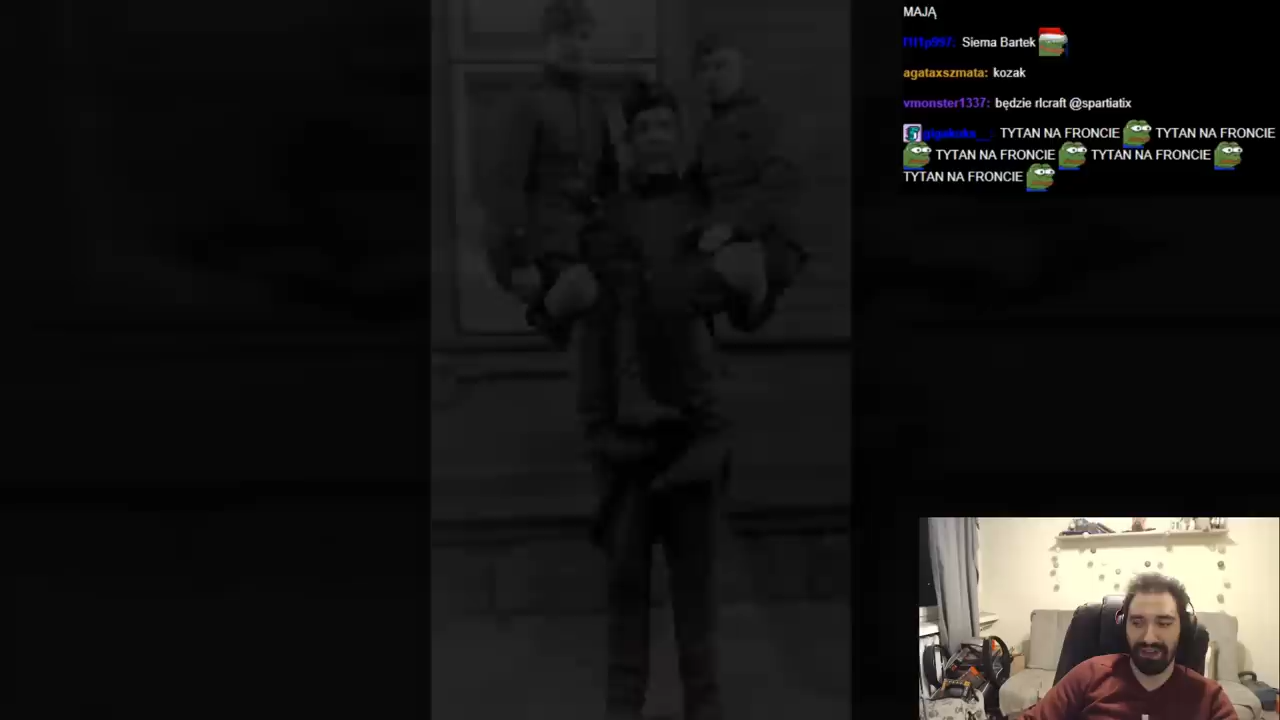 MAJĄ
Siema Bartek
agataxszmata: kozak
vmonster1337: będzie rlcraft @spartiatix
TYTAN NA FRONCIE TYTAN NA FRONCIE
TYTAN NA FRONCIE TYTAN NA FRONCIE
TYTAN NA FRONCIE